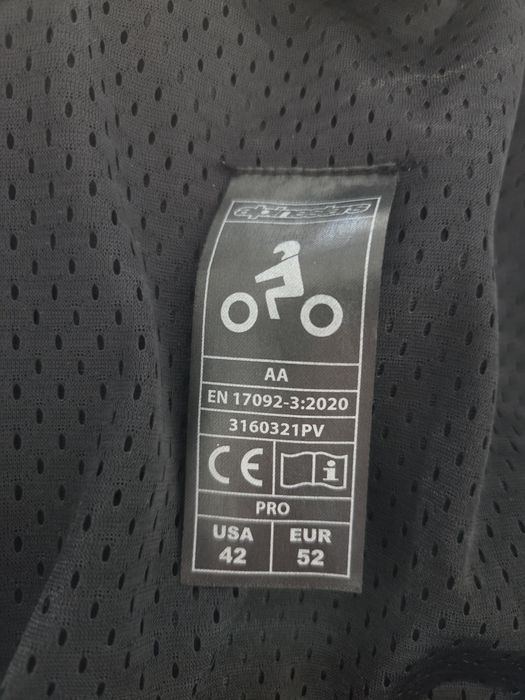 alpinestars
AA
EN 17092-3:2020
3160321PV
CE i
PRO
USA EUR
42 52